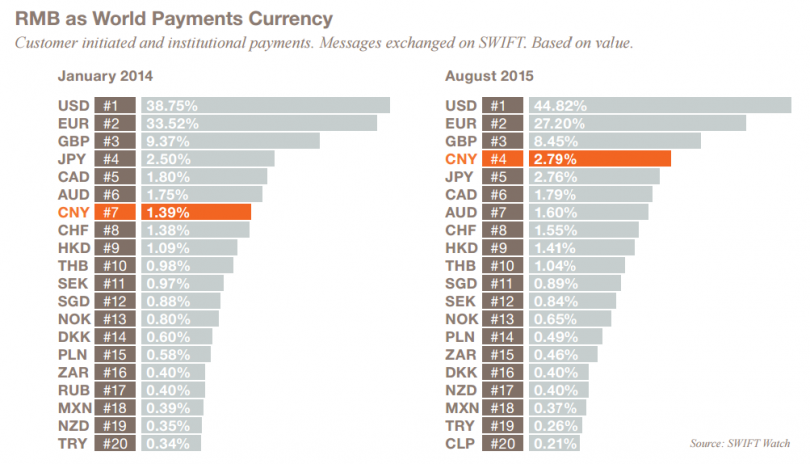 RMB as World Payments Currency
Customer initiated and institutional payments. Messages exchanged on SWIFT. Based on value.
January 2014
USD #1 38.75%
EUR #2 33.52%
GBP #3 9.37%
JPY #4 2.50%
CAD #5 1.80%
AUD #6 1.75%
CNY #7 1.39%
CHF #8 1.38%
HKD #9 1.09%
THB #10 0.98%
SEK #11 0.97%
SGD #12 0.88%
NOK #13 0.80%
DKK #14 0.60%
PLN #15 0.58%
ZAR #16 0.40%
RUB #17 0.40%
MXN #18 0.39%
NZD #19 0.35%
TRY #20 0.34%
August 2015
USD #1 44.82%
EUR #2 27.20%
GBP #3 8.45%
CNY #4 2.79%
JPY #5 2.76%
CAD #6 1.79%
AUD #7 1.60%
CHF #8 1.55%
HKD #9 1.41%
THB #10 1.04%
SGD #11 0.89%
SEK #12 0.84%
NOK #13 0.65%
PLN #14 0.49%
ZAR #15 0.46%
DKK #16 0.40%
NZD #17 0.40%
MXN #18 0.37%
TRY #19 0.26%
CLP #20 0.21%
Source: SWIFT Watch